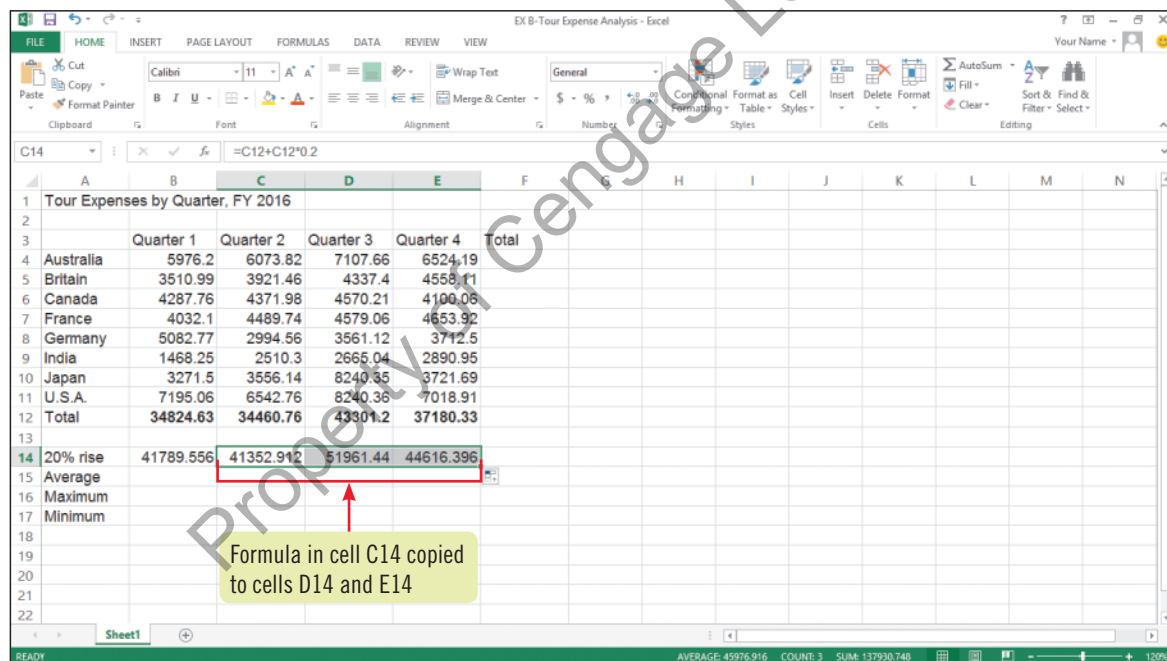 EX B-Tour Expense Analysis - Excel
FILE HOME INSERT PAGE LAYOUT FORMULAS DATA REVIEW VIEW Your Name
Cut
Calibri 11 Wrap Text General AutoSum
Copy Fill
Paste Format Painter B I U A Merge & Center $ % , Conditional Formatting Format as Table Cell Styles Insert Delete Format Clear Sort & Filter Find & Select
Clipboard Font Alignment Number Styles Cells Editing
C14 fx =C12+C12*0.2
A B C D E F G H I J K L M N
1 Tour Expenses by Quarter, FY 2016
2
3 Quarter 1 Quarter 2 Quarter 3 Quarter 4 Total
4 Australia 5976.2 6073.82 7107.66 6524.19
5 Britain 3510.99 3921.46 4337.4 4558.11
6 Canada 4287.76 4371.98 4570.21 4100.06
7 France 4032.1 4489.74 4579.06 4653.92
8 Germany 5082.77 2994.56 3561.12 3712.5
9 India 1468.25 2510.3 2665.04 2890.95
10 Japan 3271.5 3556.14 8240.35 3721.69
11 U.S.A. 7195.06 6542.76 8240.36 7018.91
12 Total 34824.63 34460.76 43301.2 37180.33
13
14 20% rise 41789.556 41352.912 51961.44 44616.396
15 Average
16 Maximum
17 Minimum
18
19
20
21
22
Formula in cell C14 copied
to cells D14 and E14
Sheet1
READY AVERAGE: 45976.916 COUNT: 3 SUM: 137930.748 120%
Property of Cengage